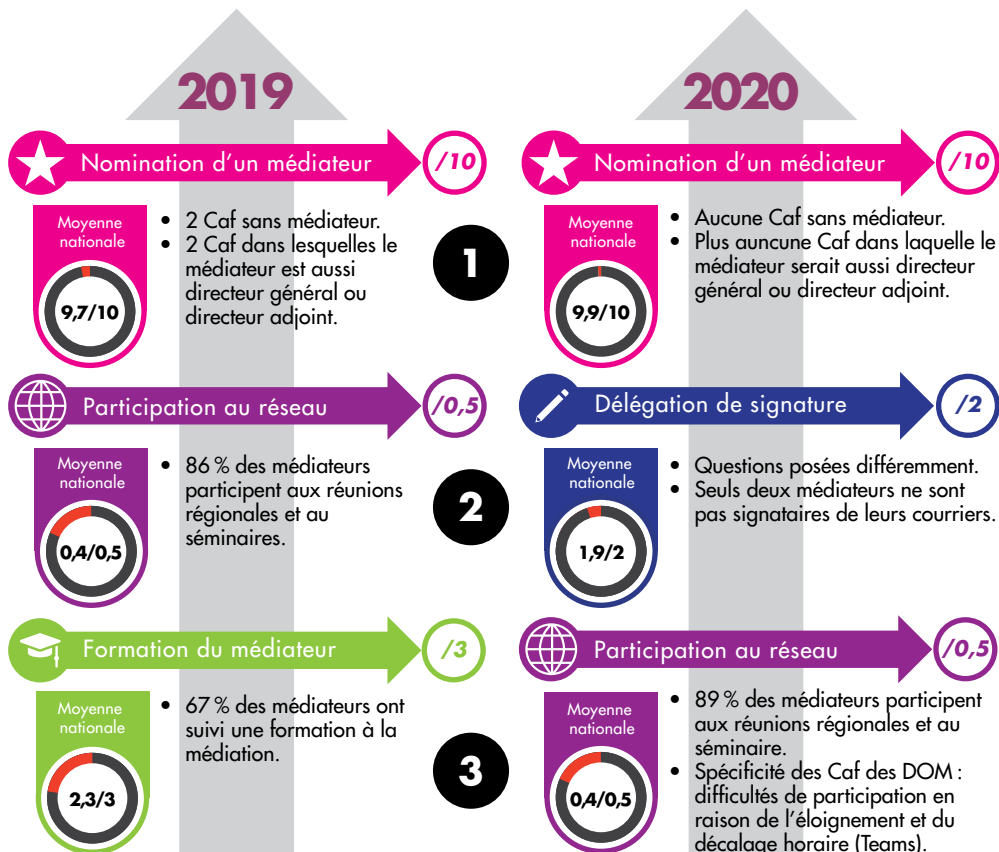 2019
Nomination d’un médiateur
/10
Moyenne
nationale
9,7/10
• 2 Caf sans médiateur.
• 2 Caf dans lesquelles le
médiateur est aussi
directeur général ou
directeur adjoint.
1
Participation au réseau
/0,5
Moyenne
nationale
0,4/0,5
• 86 % des médiateurs
participent aux réunions
régionales et au
séminaires.
2
Formation du médiateur
/3
Moyenne
nationale
2,3/3
• 67 % des médiateurs ont
suivi une formation à la
médiation.
3
2020
Nomination d’un médiateur
/10
Moyenne
nationale
9,9/10
• Aucune Caf sans médiateur.
• Plus auncune Caf dans laquelle le
médiateur serait aussi directeur
général ou directeur adjoint.
Délégation de signature
/2
Moyenne
nationale
1,9/2
• Questions posées différemment.
• Seuls deux médiateurs ne sont
pas signataires de leurs courriers.
Participation au réseau
/0,5
Moyenne
nationale
0,4/0,5
• 89 % des médiateurs participent
aux réunions régionales et au
séminaire.
• Spécificité des Caf des DOM :
difficultés de participation en
raison de l’éloignement et du
décalage horaire (Teams).